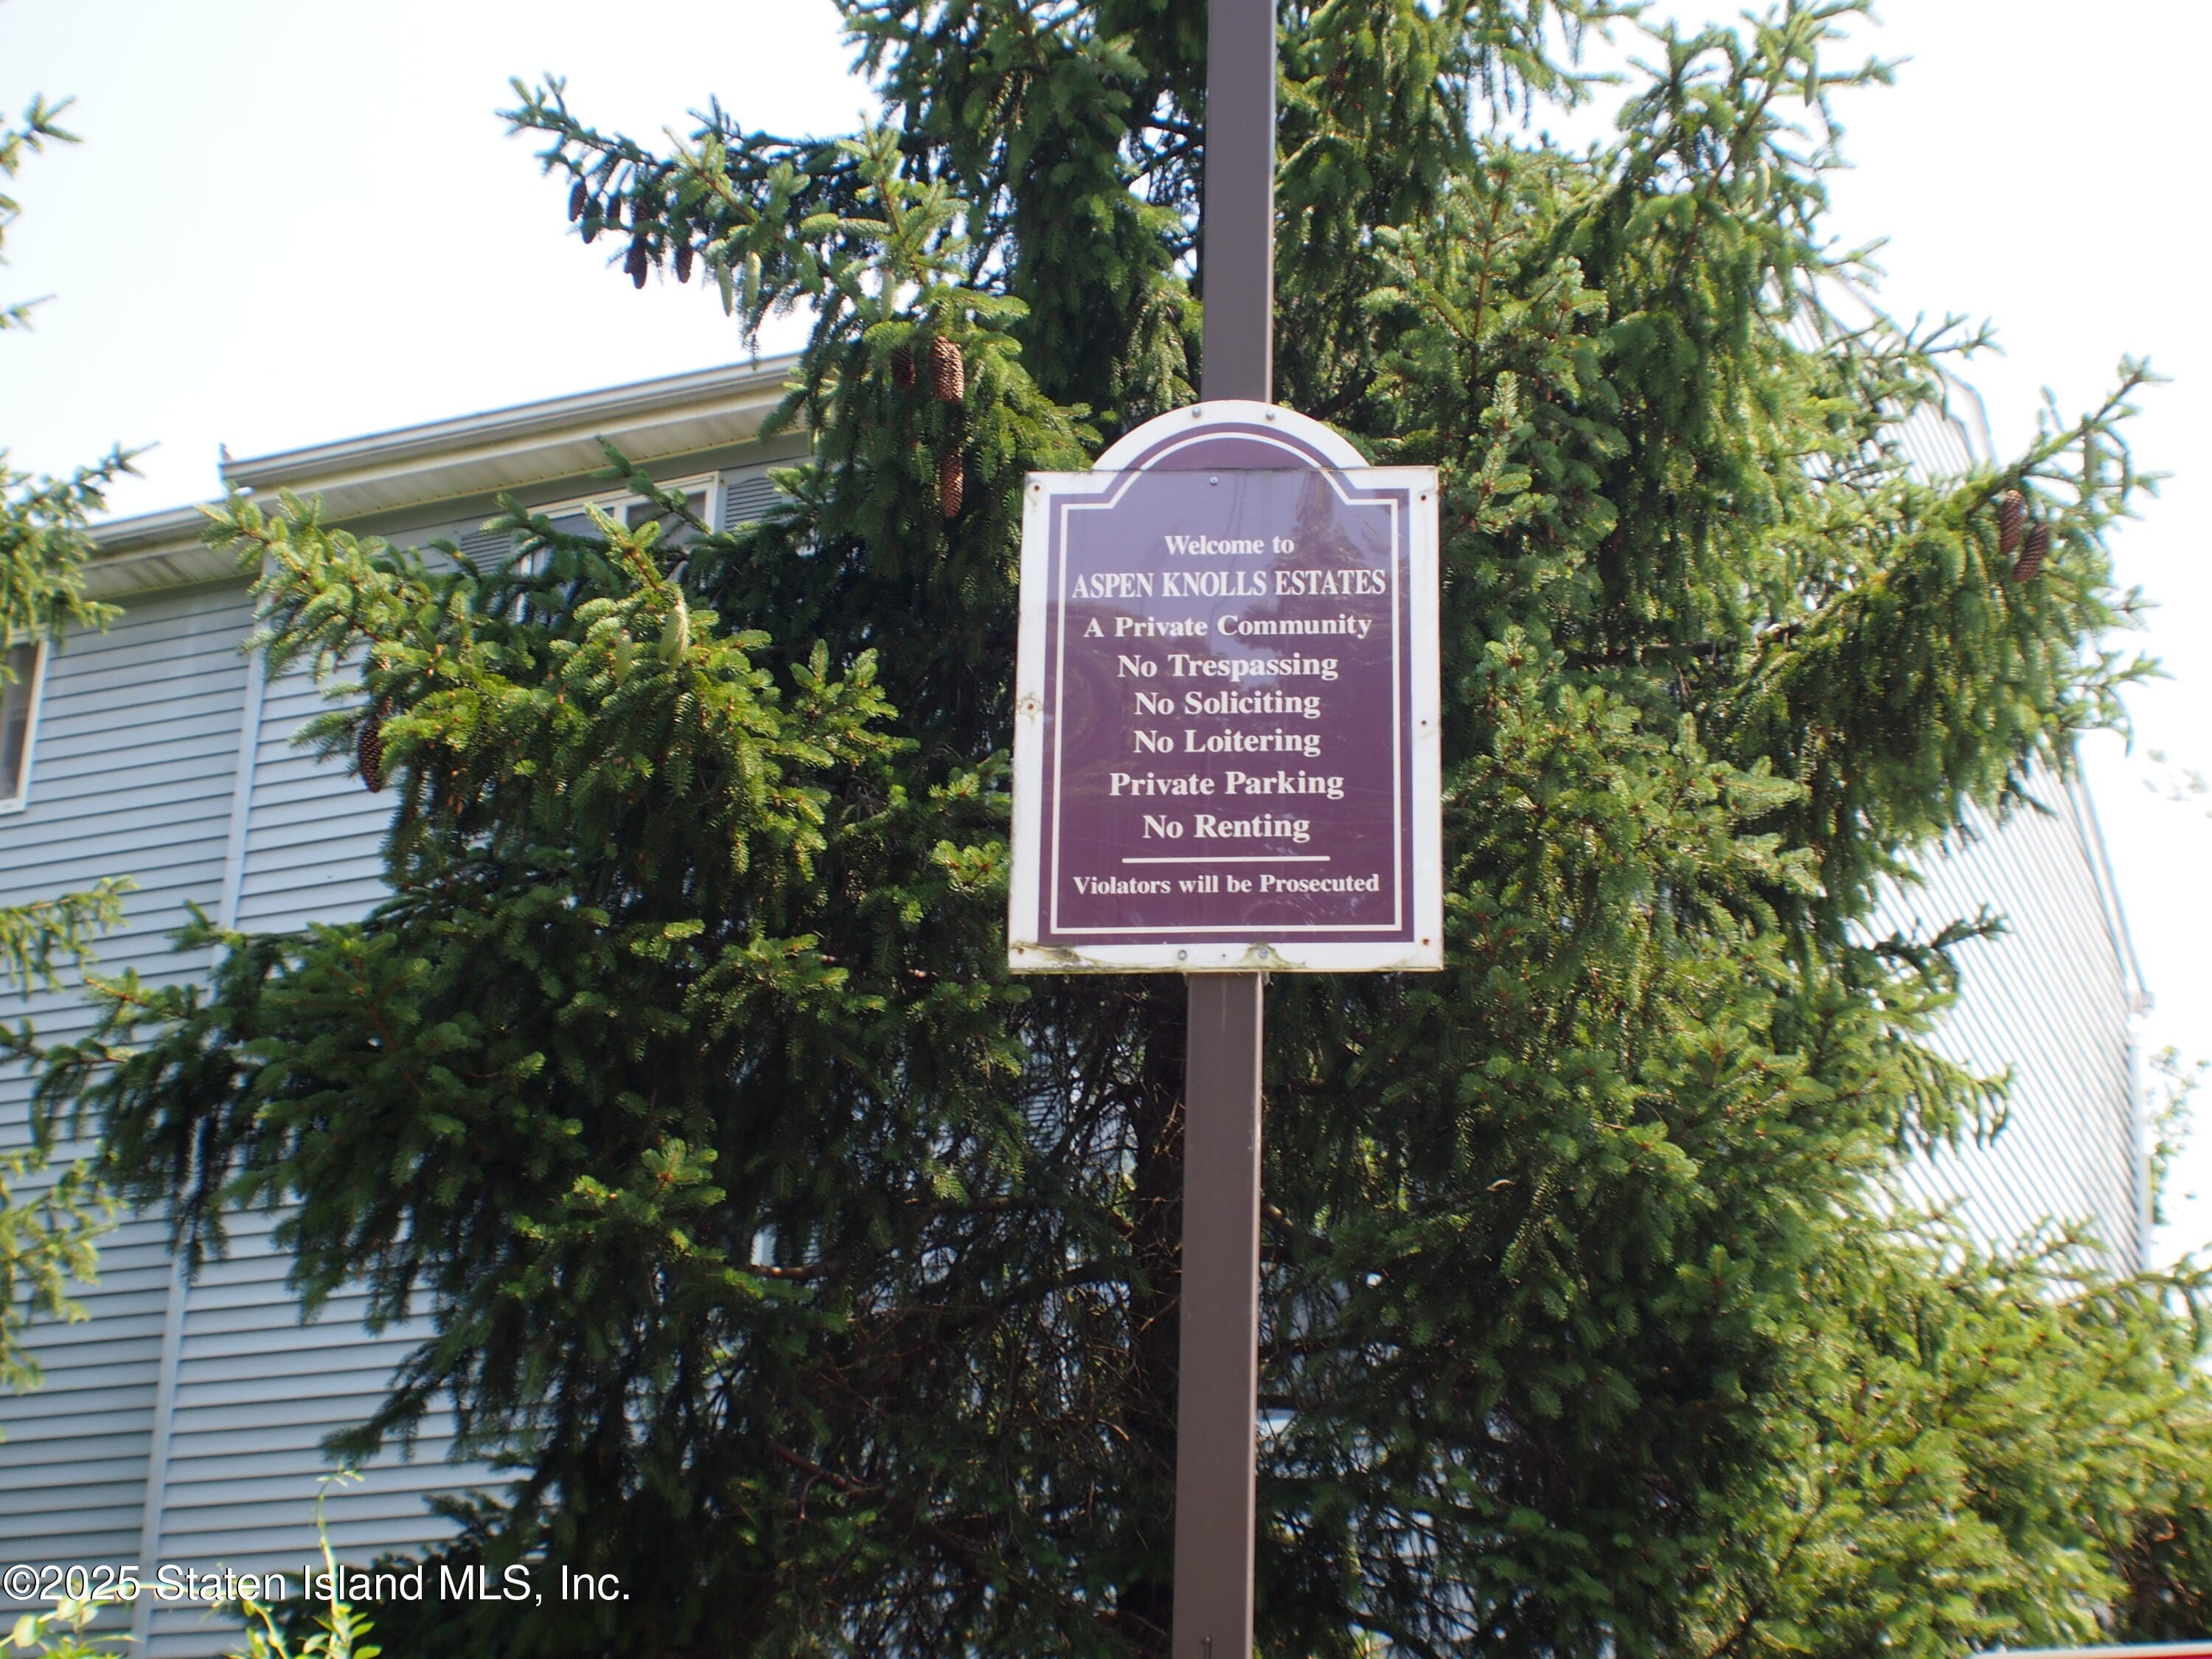 Welcome to
ASPEN KNOLLS ESTATES
A Private Community
No Trespassing
No Soliciting
No Loitering
Private Parking
No Renting
Violators will be Prosecuted
©2025 Staten Island MLS, Inc.